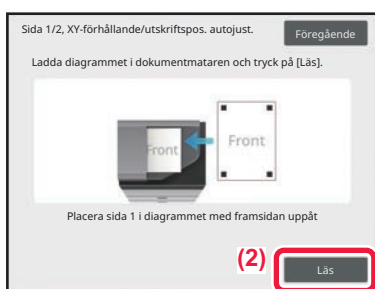 Sida 1/2, XY-förhållande/utskriftspos. autojust.
Föregående
Ladda diagrammet i dokumentmataren och tryck på [Läs].
Front
Front
Placera sida 1 i diagrammet med framsidan uppåt
(2)
Läs